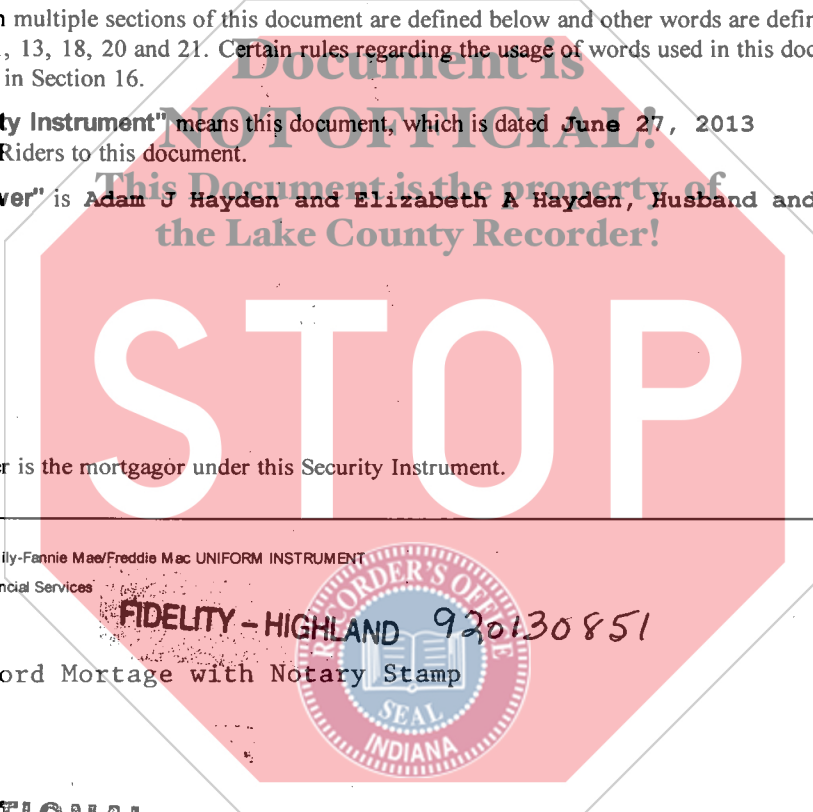 n multiple sections of this document are defined below and other words are defin
, 13, 18, 20 and 21. Certain rules regarding the usage of words used in this doc
in Section 16.
Document is
NOT OFFICIAL!
This Document is the property of
the Lake County Recorder!
ty Instrument" means this document, which is dated June 27, 2013
Riders to this document.
ver" is Adam J Hayden and Elizabeth A Hayden, Husband and
STOP
r is the mortgagor under this Security Instrument.
ily-Fannie Mae/Freddie Mac UNIFORM INSTRUMENT
ncial Services
FIDELITY - HIGHLAND 920130851
ord Mortage with Notary Stamp
RECORDER'S OFFICE
SEAL
INDIANA